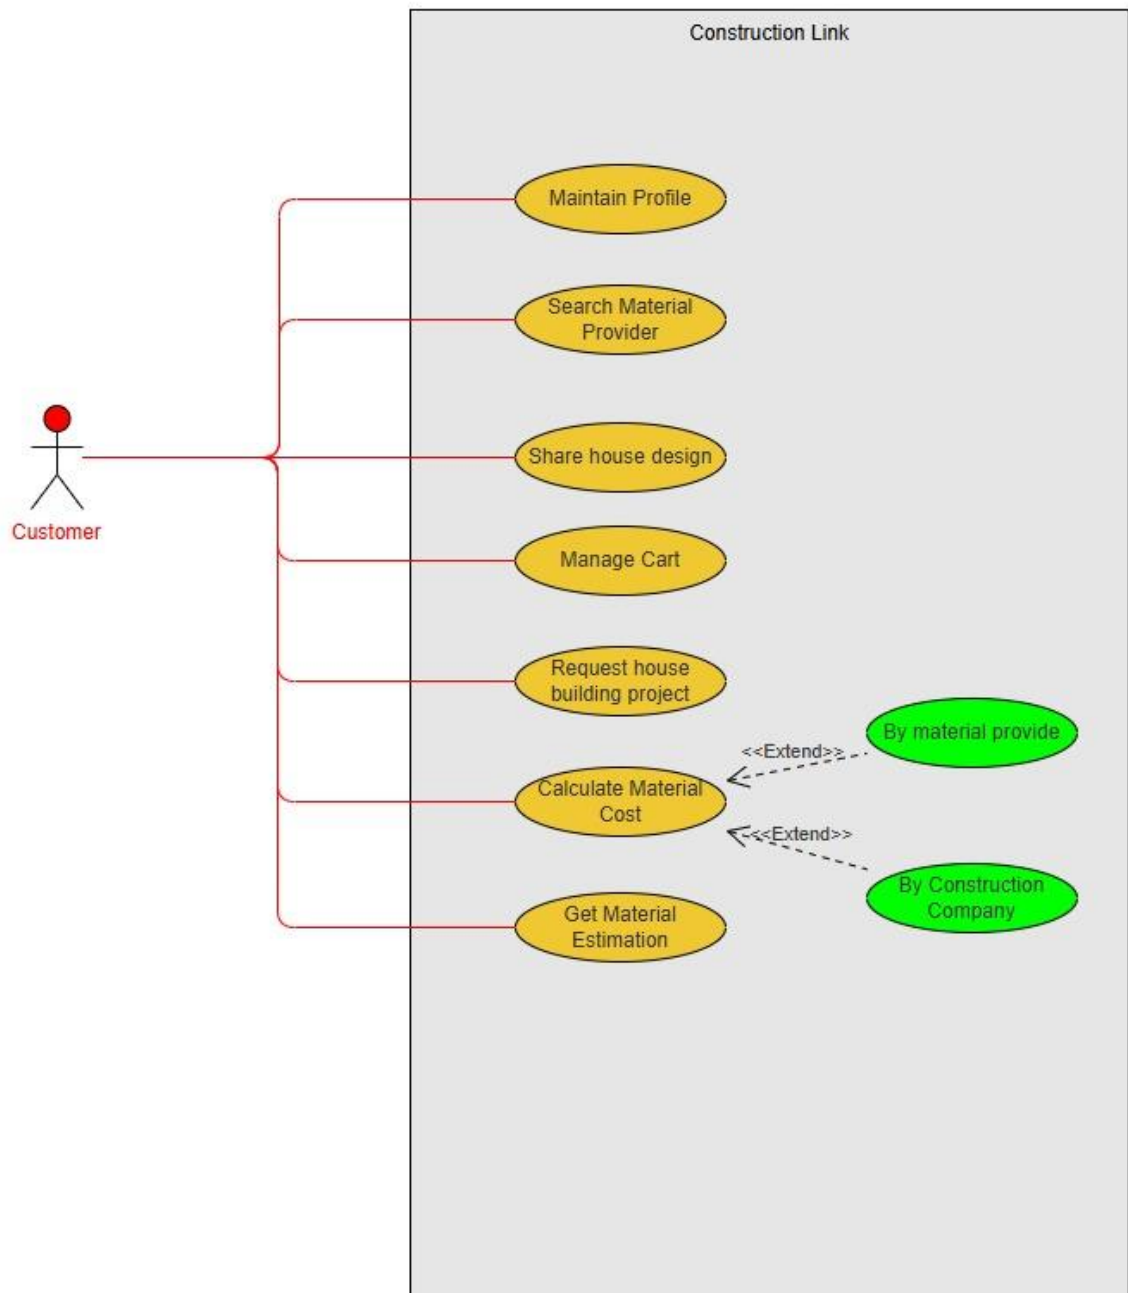 Construction Link
Maintain Profile
Search Material
Provider
Share house design
Customer
Manage Cart
Request house
building project
By material provide
<<Extend>>
Calculate Material
Cost
<<Extend>>
By Construction
Company
Get Material
Estimation